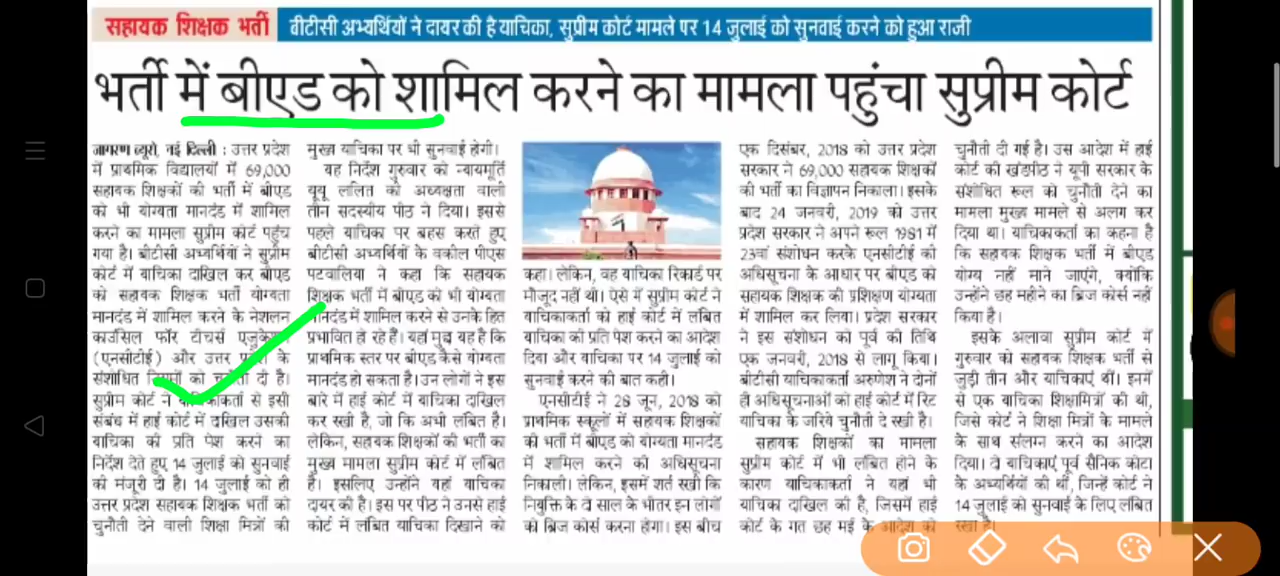 सहायक शिक्षक भर्ती
बीटीसी अभ्यर्थियों ने दायर की है याचिका, सुप्रीम कोर्ट मामले पर 14 जुलाई को सुनवाई करने को हुआ राजी
भर्ती में बीएड को शामिल करने का मामला पहुंचा सुप्रीम कोर्ट
जागरण ब्यूरो, नई दिल्ली : उत्तर प्रदेश
में प्राथमिक विद्यालयों में 69,000
सहायक शिक्षकों की भर्ती में बीएड
को भी योग्यता मानदंड में शामिल
करने का मामला सुप्रीम कोर्ट पहुंच
गया है। बीटीसी अभ्यर्थियों ने सुप्रीम
कोर्ट में याचिका दाखिल कर बीएड
को सहायक शिक्षक भर्ती योग्यता
मानदंड में शामिल करने के नेशनल
काउंसिल फॉर टीचर्स एजुकेशन
(एनसीटीई) और उत्तर प्रदेश के
संशोधित नियमों को चुनौती दी है।
सुप्रीम कोर्ट ने याचिकाकर्ता से इसी
संबंध में हाई कोर्ट में दाखिल उसकी
याचिका की प्रति पेश करने का
निर्देश देते हुए 14 जुलाई को सुनवाई
की मंजूरी दी है। 14 जुलाई को ही
उत्तर प्रदेश सहायक शिक्षक भर्ती को
चुनौती देने वाली शिक्षा मित्रों की
मुख्य याचिका पर भी सुनवाई होगी।
यह निर्देश गुरुवार को न्यायमूर्ति
यूयू ललित की अध्यक्षता वाली
तीन सदस्यीय पीठ ने दिया। इससे
पहले याचिका पर बहस करते हुए
बीटीसी अभ्यर्थियों के वकील पीएस
पटवालिया ने कहा कि सहायक
शिक्षक भर्ती में बीएड को भी योग्यता
मानदंड में शामिल करने से उनके हित
प्रभावित हो रहे हैं। यहां मुद्दा यह है कि
प्राथमिक स्तर पर बीएड कैसे योग्यता
मानदंड हो सकता है। उन लोगों ने इस
बारे में हाई कोर्ट में याचिका दाखिल
कर रखी है, जो कि अभी लंबित है।
लेकिन, सहायक शिक्षकों की भर्ती का
मुख्य मामला सुप्रीम कोर्ट में लंबित
है। इसलिए उन्होंने यहां याचिका
दायर की है। इस पर पीठ ने उनसे हाई
कोर्ट में लंबित याचिका दिखाने को
कहा। लेकिन, वह याचिका रिकार्ड पर
मौजूद नहीं थी। ऐसे में सुप्रीम कोर्ट ने
याचिकाकर्ता को हाई कोर्ट में लंबित
याचिका की प्रति पेश करने का आदेश
दिया और याचिका पर 14 जुलाई को
सुनवाई करने की बात कही।
एनसीटीई ने 28 जून, 2018 को
प्राथमिक स्कूलों में सहायक शिक्षकों
की भर्ती में बीएड को योग्यता मानदंड
में शामिल करने की अधिसूचना
निकाली। लेकिन, इसमें शर्त रखी कि
नियुक्ति के दो साल के भीतर इन लोगों
को ब्रिज कोर्स करना होगा। इस बीच
एक दिसंबर, 2018 को उत्तर प्रदेश
सरकार ने 69,000 सहायक शिक्षकों
की भर्ती का विज्ञापन निकाला। इसके
बाद 24 जनवरी, 2019 को उत्तर
प्रदेश सरकार ने अपने रूल 1981 में
23वां संशोधन करके एनसीटीई की
अधिसूचना के आधार पर बीएड को
सहायक शिक्षक की प्रशिक्षण योग्यता
में शामिल कर लिया। प्रदेश सरकार
ने इस संशोधन को पूर्व की तिथि
एक जनवरी, 2018 से लागू किया।
बीटीसी याचिकाकर्ता अरुणेश ने दोनों
ही अधिसूचनाओं को हाई कोर्ट में रिट
याचिका के जरिये चुनौती दे रखी है।
सहायक शिक्षकों का मामला
सुप्रीम कोर्ट में भी लंबित होने के
कारण याचिकाकर्ता ने यहां भी
याचिका दाखिल की है, जिसमें हाई
कोर्ट के गत छह मई के आदेश को
चुनौती दी गई है। उस आदेश में हाई
कोर्ट की खंडपीठ ने यूपी सरकार के
संशोधित रूल को चुनौती देने का
मामला मुख्य मामले से अलग कर
दिया था। याचिकाकर्ता का कहना है
कि सहायक शिक्षक भर्ती में बीएड
योग्य नहीं माने जाएंगे, क्योंकि
उन्होंने छह महीने का ब्रिज कोर्स नहीं
किया है।
इसके अलावा सुप्रीम कोर्ट में
गुरुवार को सहायक शिक्षक भर्ती से
जुड़ी तीन और याचिकाएं थीं। इनमें
से एक याचिका शिक्षामित्रों की थी,
जिसे कोर्ट ने शिक्षा मित्रों के मामले
के साथ संलग्न करने का आदेश
दिया। दो याचिकाएं पूर्व सैनिक कोटा
के अभ्यर्थियों की थीं, जिन्हें कोर्ट ने
14 जुलाई को सुनवाई के लिए लंबित
रखा है।